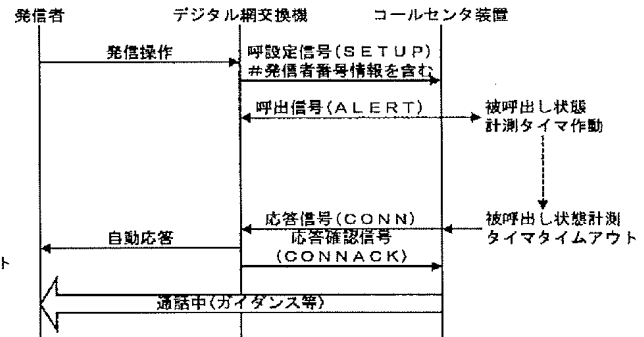 発信者
デジタル網交換機
コールセンタ装置
発信操作
呼設定信号(SETUP)
#発信者番号情報を含む
呼出信号(ALERT)
被呼出し状態
計測タイマ作動
応答信号(CONN)
被呼出し状態計測
タイマタイムアウト
自動応答
応答確認信号
(CONNACK)
ト
通話中(ガイダンス等)